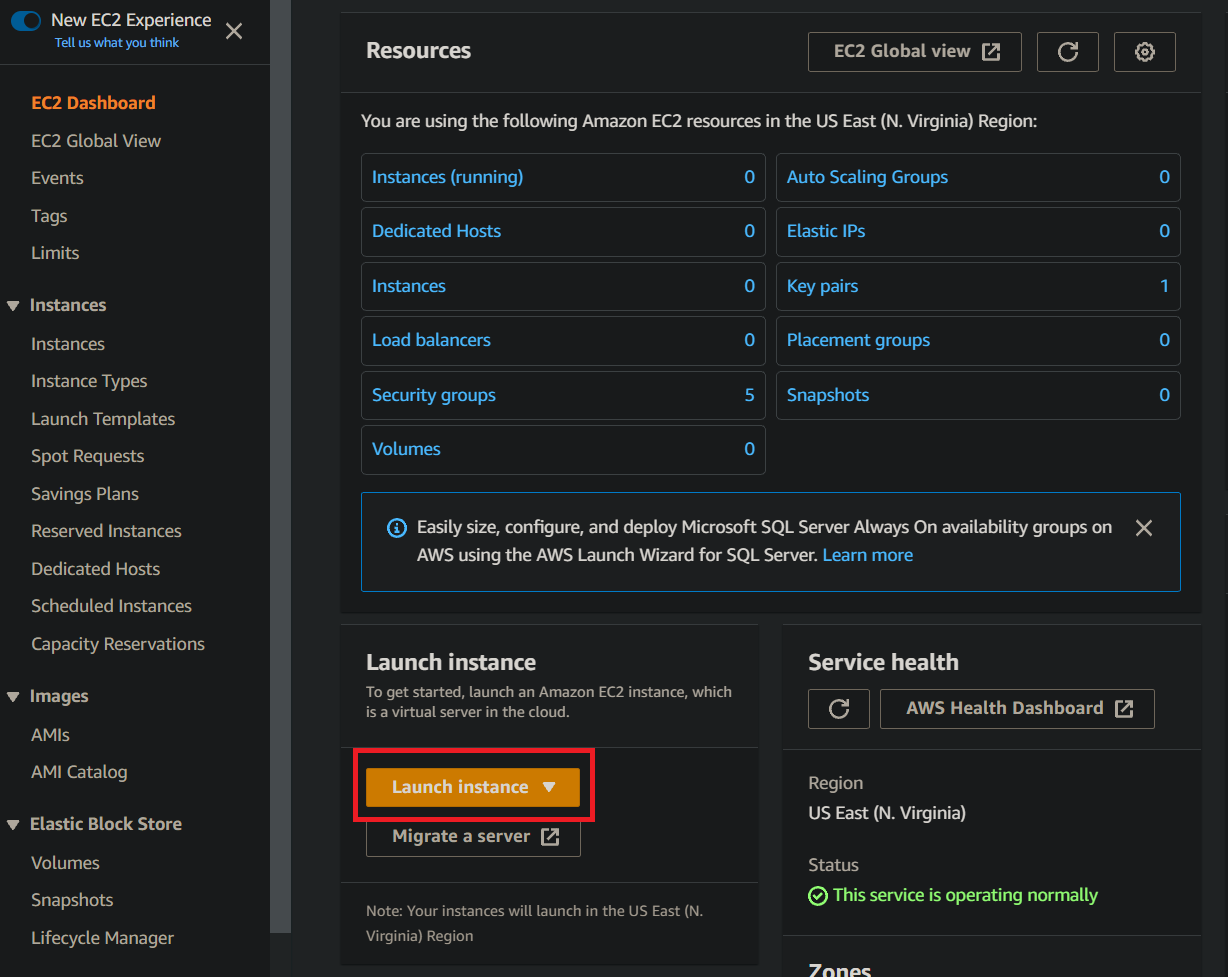 New EC2 Experience
Tell us what you think
EC2 Dashboard
EC2 Global View
Events
Tags
Limits
Instances
Instances
Instance Types
Launch Templates
Spot Requests
Savings Plans
Reserved Instances
Dedicated Hosts
Scheduled Instances
Capacity Reservations
Images
AMIs
AMI Catalog
Elastic Block Store
Volumes
Snapshots
Lifecycle Manager
Resources
EC2 Global view
You are using the following Amazon EC2 resources in the US East (N. Virginia) Region:
Instances (running) 0
Auto Scaling Groups 0
Dedicated Hosts 0
Elastic IPs 0
Instances 0
Key pairs 1
Load balancers 0
Placement groups 0
Security groups 5
Snapshots 0
Volumes 0
Easily size, configure, and deploy Microsoft SQL Server Always On availability groups on
AWS using the AWS Launch Wizard for SQL Server. Learn more
Launch instance
To get started, launch an Amazon EC2 instance, which
is a virtual server in the cloud.
Launch instance
Migrate a server
Note: Your instances will launch in the US East (N.
Virginia) Region
Service health
AWS Health Dashboard
Region
US East (N. Virginia)
Status
This service is operating normally
Zones